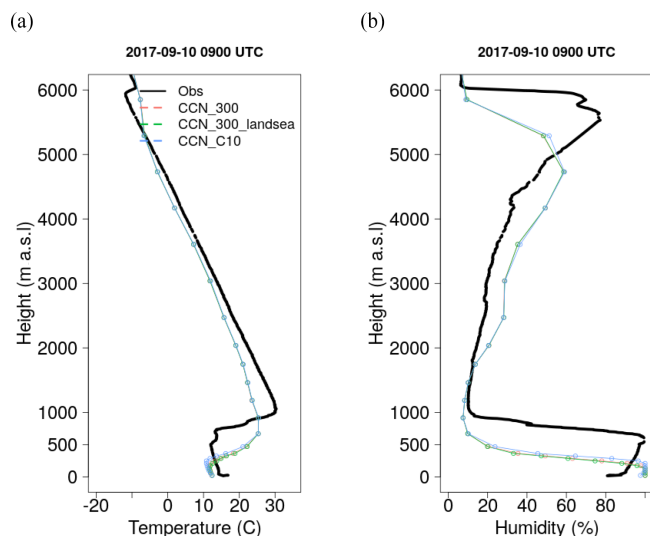 (a)
(b)
2017-09-10 0900 UTC
2017-09-10 0900 UTC
Obs
CCN_300
CCN_300_landsea
CCN_C10
6000
5000
4000
3000
2000
1000
500
0
Height (m a.s.l)
-20
0
10
20
30
Temperature (C)
6000
5000
4000
3000
2000
1000
500
0
Height (m a.s.l)
0
20
40
60
80
Humidity (%)